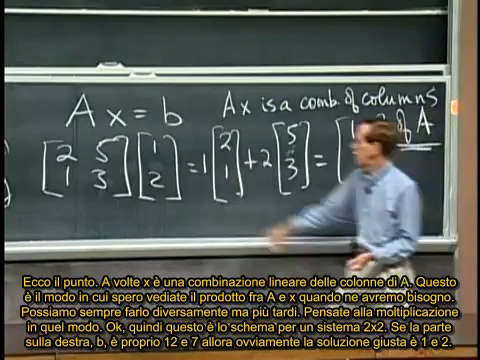 A x = b
Ax is a comb. of columns
of A
[2 5 [1 = 1 [2 + 2 [5 = [1
1 3] 2] 1] 3]
Ecco il punto. A volte x è una combinazione lineare delle colonne di A. Questo
è il modo in cui spero vediate il prodotto fra A e x quando ne avremo bisogno.
Possiamo sempre farlo diversamente ma più tardi. Pensate alla moltiplicazione
in quel modo. Ok, quindi questo è lo schema per un sistema 2x2. Se la parte
sulla destra, b, è proprio 12 e 7 allora ovviamente la soluzione giusta è 1 e 2.